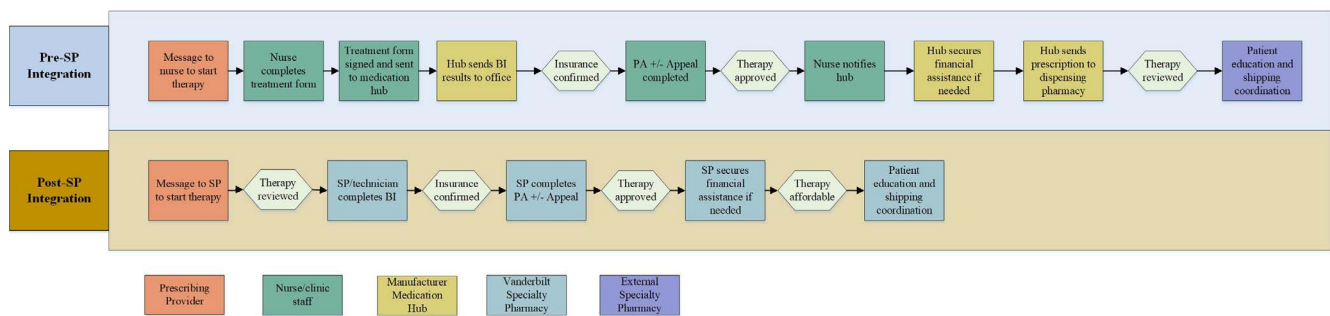 Pre-SP
Integration
Message to
nurse to start
therapy
Nurse
completes
treatment form
Treatment form
signed and sent
to medication
hub
Hub sends BI
results to office
Insurance
confirmed
PA +/- Appeal
completed
Therapy
approved
Nurse notifies
hub
Hub secures
financial
assistance if
needed
Hub sends
prescription to
dispensing
pharmacy
Therapy
reviewed
Patient
education and
shipping
coordination
Post-SP
Integration
Message to SP
to start therapy
Therapy
reviewed
SP/technician
completes BI
Insurance
confirmed
SP completes
PA +/- Appeal
Therapy
approved
SP secures
financial
assistance if
needed
Therapy
affordable
Patient
education and
shipping
coordination
Prescribing
Provider
Nurse/clinic
staff
Manufacturer
Medication
Hub
Vanderbilt
Specialty
Pharmacy
External
Specialty
Pharmacy